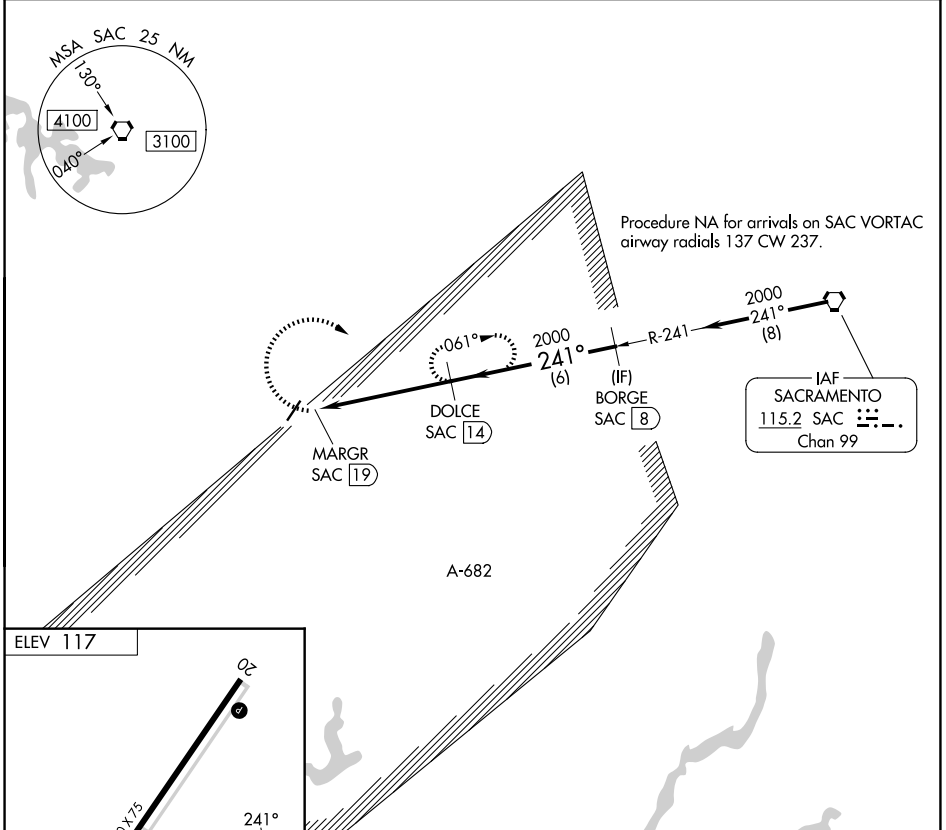 MSA SAC 25 NM
130°
4100
3100
040°
Procedure NA for arrivals on SAC VORTAC
airway radials 137 CW 237.
2000
241°
(8)
R-241
061°
2000
241°
(6)
(IF)
BORGE
SAC 8
DOLCE
SAC 14
MARGR
SAC 19
IAF
SACRAMENTO
115.2 SAC
Chan 99
A-682
ELEV 117
20
P
241°